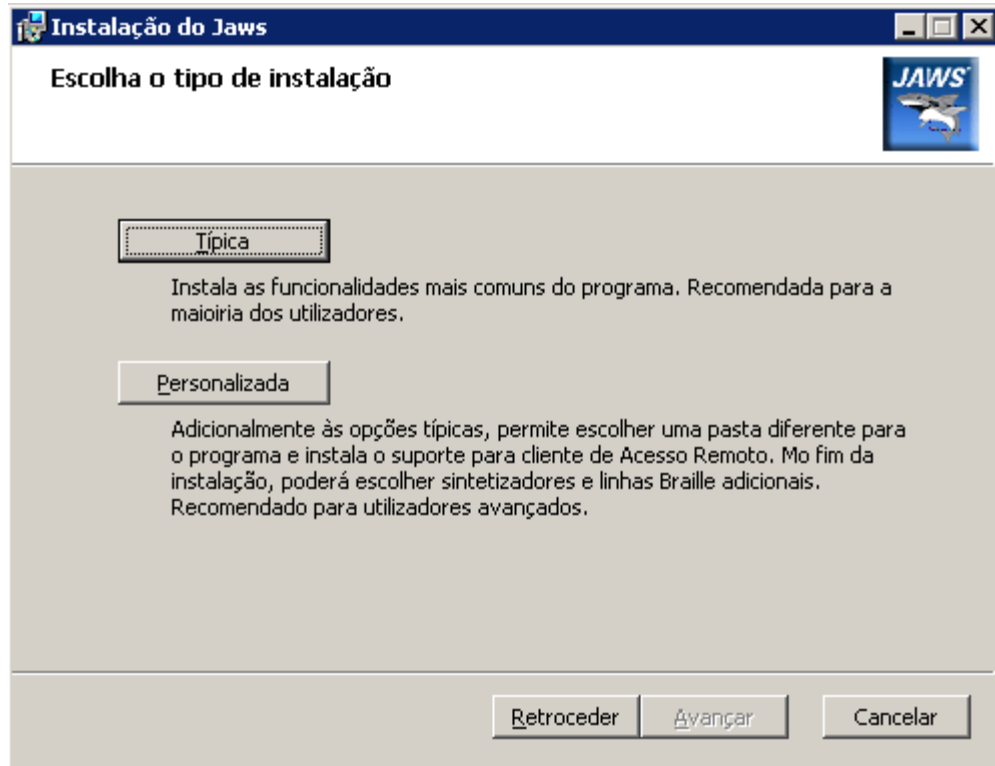 Instalação do Jaws
Escolha o tipo de instalação
JAWS
Típica
Instala as funcionalidades mais comuns do programa. Recomendada para a
maioiria dos utilizadores.
Personalizada
Adicionalmente às opções típicas, permite escolher uma pasta diferente para
o programa e instala o suporte para cliente de Acesso Remoto. Mo fim da
instalação, poderá escolher sintetizadores e linhas Braille adicionais.
Recomendado para utilizadores avançados.
Retroceder
Avançar
Cancelar